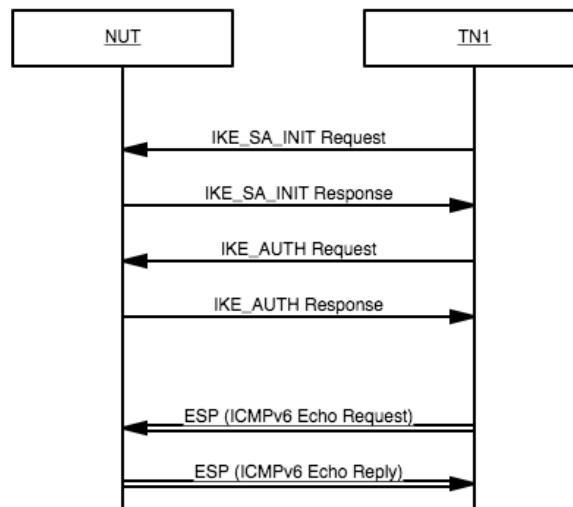 NUT
TN1
IKE_SA_INIT Request
IKE_SA_INIT Response
IKE_AUTH Request
IKE_AUTH Response
ESP (ICMPv6 Echo Request)
ESP (ICMPv6 Echo Reply)